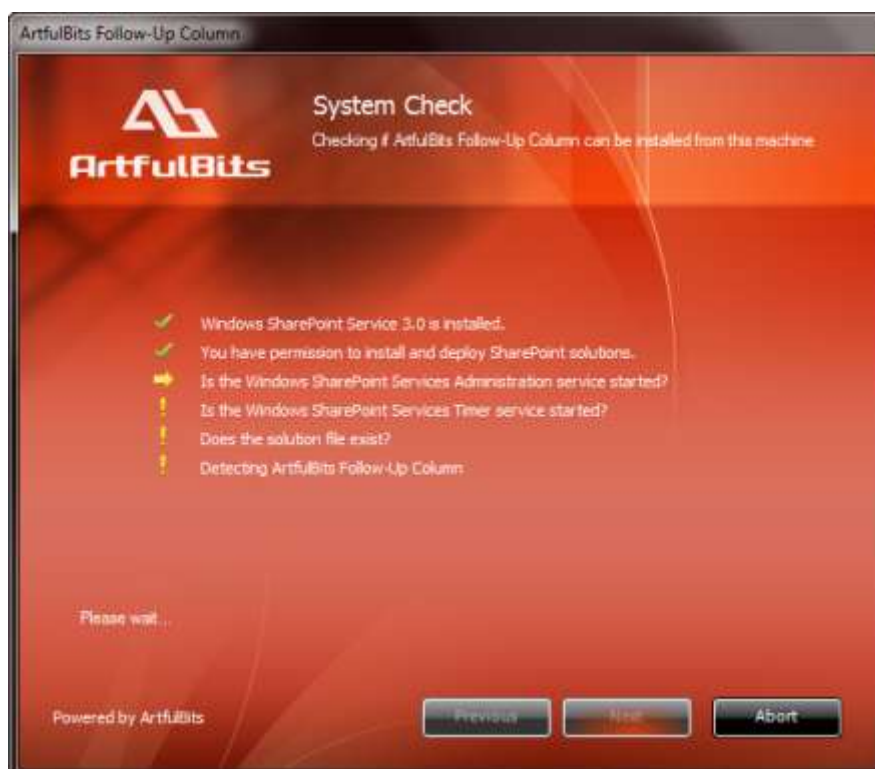 ArtfulBits Follow-Up Column
ArtfulBits
System Check
Checking if ArtfulBits Follow-Up Column can be installed from this machine
Windows SharePoint Service 3.0 is installed.
You have permission to install and deploy SharePoint solutions.
Is the Windows SharePoint Services Administration service started?
Is the Windows SharePoint Services Timer service started?
Does the solution file exist?
Detecting ArtfulBits Follow-Up Column
Please wait...
Powered by ArtfulBits
Previous
Next
Abort